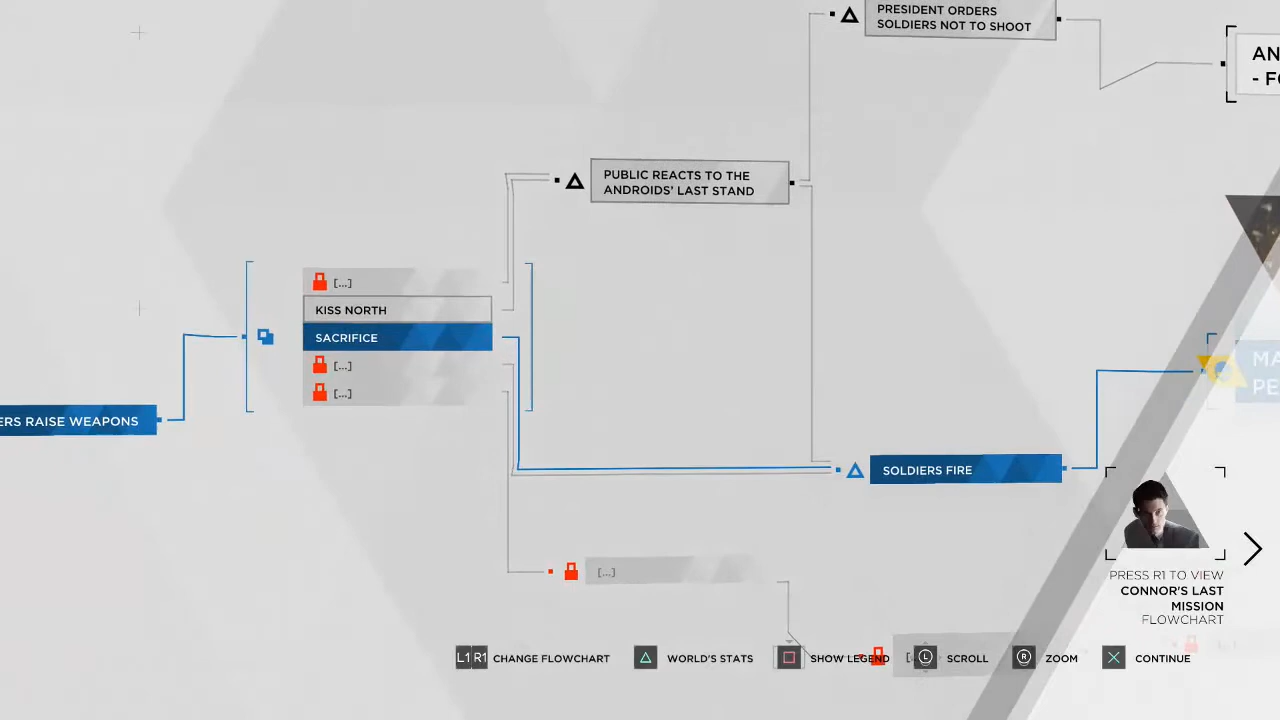 PRESIDENT ORDERS
SOLDIERS NOT TO SHOOT
AN
- F
PUBLIC REACTS TO THE
ANDROIDS' LAST STAND
[...]
KISS NORTH
SACRIFICE
[...]
[...]
ERS RAISE WEAPONS
MA
PE
SOLDIERS FIRE
[...]
PRESS R1 TO VIEW
CONNOR'S LAST
MISSION
FLOWCHART
L1 R1 CHANGE FLOWCHART
WORLD'S STATS
SHOW LEGEND
L SCROLL
R ZOOM
CONTINUE